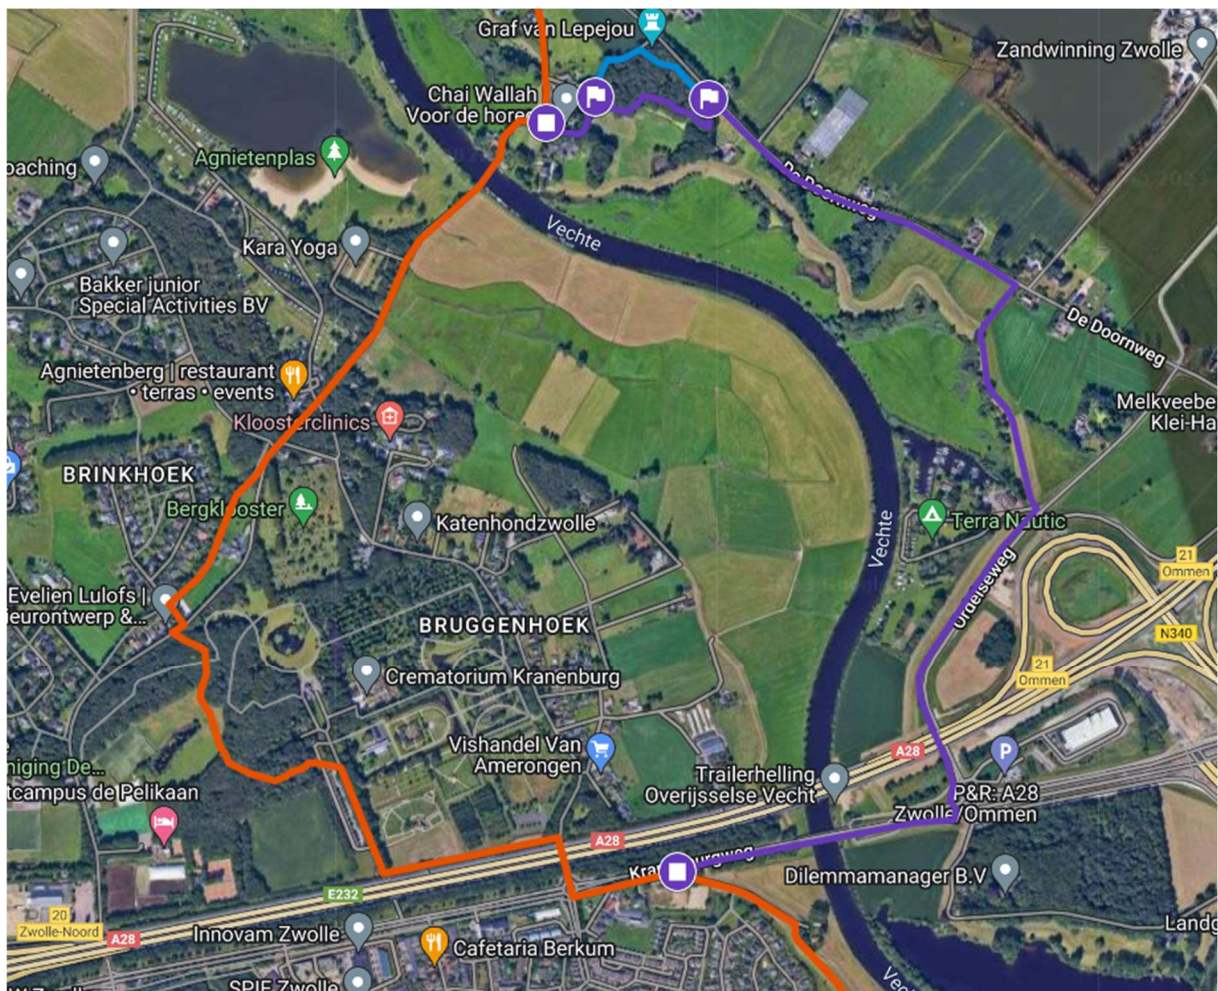 Graf van Lepejou
Zandwinning Zwolle
Chai Wallah
Voor de hore
Agnietenplas
oaching
De Doornweg
Vechte
Kara Yoga
Bakker junior
Special Activities BV
De Doornweg
Agnietenberg | restaurant
• terras • events
Kloosterclinics
Melkveebe
Klei-Ha
BRINKHOEK
Bergklooster
Katenhondzwolle
Vechte
Terra Nautic
21
Ommen
Evelien Lulofs |
ieurontwerp &...
BRUGGENHOEK
Ordelseweg
N340
Crematorium Kranenburg
21
Ommen
Vishandel Van
Amerongen
A28
niging De...
tcampus de Pelikaan
Trailerhelling
Overijsselse Vecht
P&R: A28
Zwolle/Ommen
A28
Dilemmamanager B.V
E232
20
Zwolle-Noord
A28
Innovam Zwolle
Cafetaria Berkum
Landg
SPIE Zwolle